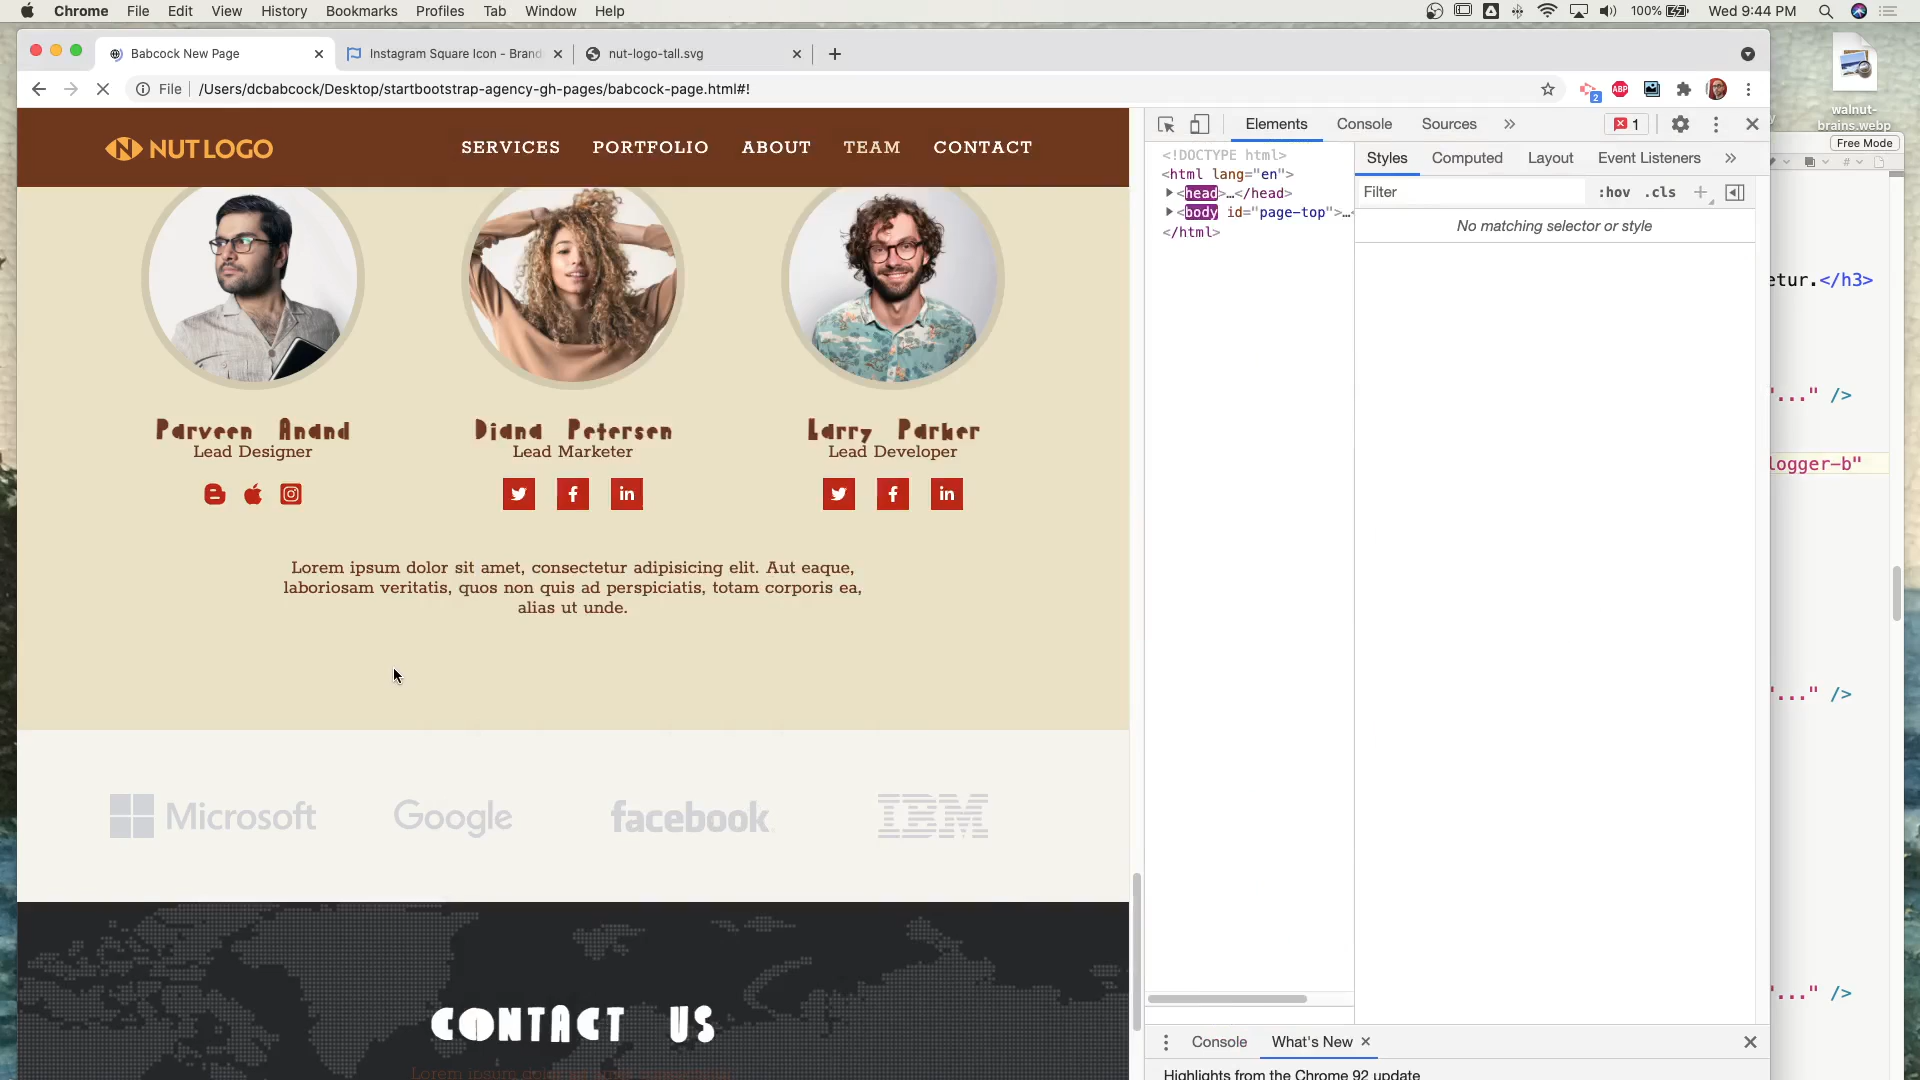 Chrome File Edit View History Bookmarks Profiles Tab Window Help 100% Wed 9:44 PM
Babcock New Page
Instagram Square Icon - Brand
nut-logo-tall.svg
File /Users/dcbabcock/Desktop/startbootstrap-agency-gh-pages/babcock-page.html#!
2
ABP
walnut-
brains.webp
Free Mode
NUT LOGO
SERVICES PORTFOLIO ABOUT TEAM CONTACT
Parveen Anand
Lead Designer
Diana Petersen
Lead Marketer
Larry Parker
Lead Developer
Lorem ipsum dolor sit amet, consectetur adipisicing elit. Aut eaque,
laboriosam veritatis, quos non quis ad perspiciatis, totam corporis ea,
alias ut unde.
Microsoft Google facebook IBM
CONTACT US
Elements Console Sources » 1
<!DOCTYPE html>
<html lang="en">
<head>…</head>
<body id="page-top">…
</html>
Styles Computed Layout Event Listeners »
Filter :hov .cls
No matching selector or style
etur.</h3>
"..." />
logger-b"
"..." />
"..." />
Console What's New
Highlights from the Chrome 92 update